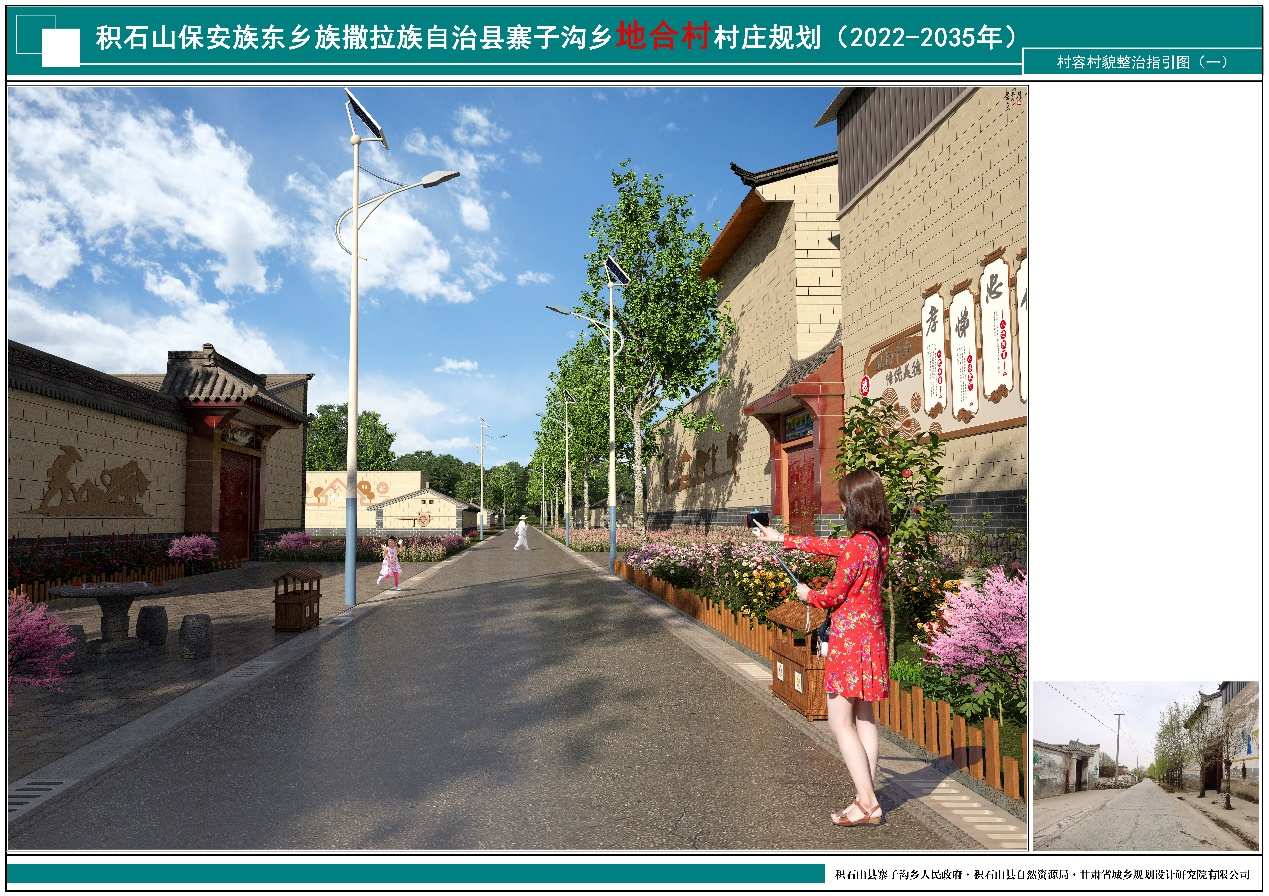 积石山保安族东乡族撒拉族自治县寨子沟乡地合村村庄规划（2022-2035年）
村容村貌整治指引图（一）
孝
悌
忠
积石山县寨子沟乡人民政府·积石山县自然资源局·甘肃省城乡规划设计研究院有限公司